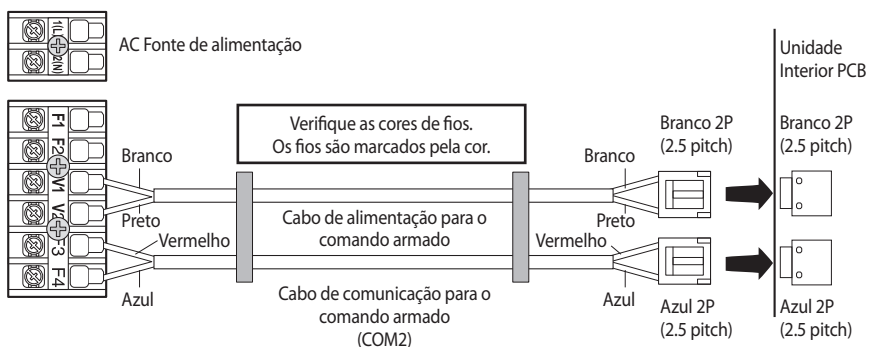 1(L)
2(N)
AC Fonte de alimentação
Unidade
Interior PCB
F1
F2
V1
V2
F3
F4
Verifique as cores de fios.
Os fios são marcados pela cor.
Branco
Preto
Vermelho
Azul
Cabo de alimentação para o
comando armado
Cabo de comunicação para o
comando armado
(COM2)
Branco
Preto
Vermelho
Azul
Branco 2P
(2.5 pitch)
Branco 2P
(2.5 pitch)
Azul 2P
(2.5 pitch)
Azul 2P
(2.5 pitch)